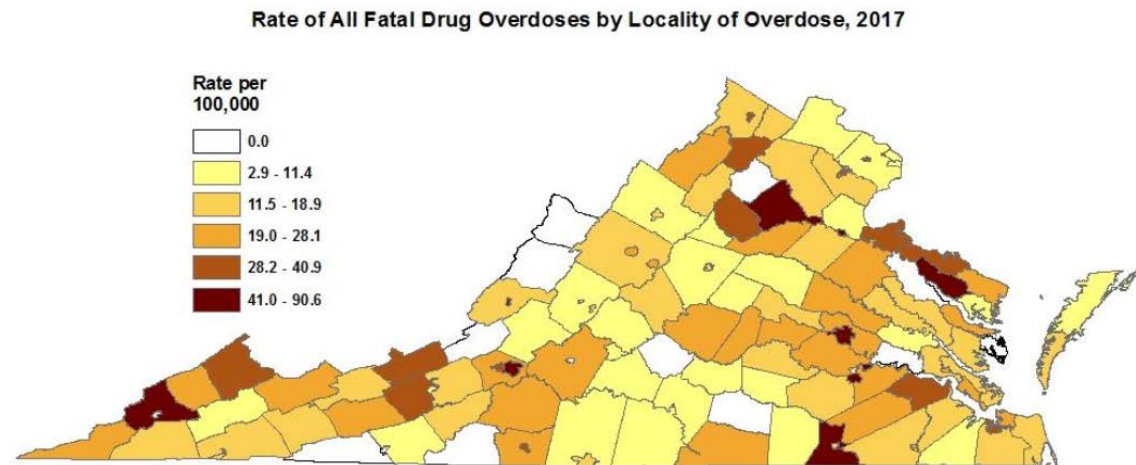 Rate of All Fatal Drug Overdoses by Locality of Overdose, 2017
Rate per
100,000
0.0
2.9 - 11.4
11.5 - 18.9
19.0 - 28.1
28.2 - 40.9
41.0 - 90.6